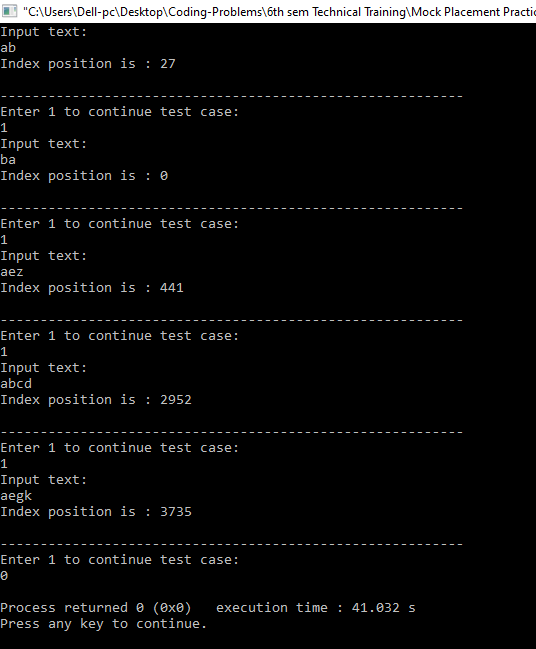 "C:\Users\Dell-pc\Desktop\Coding-Problems\6th sem Technical Training\Mock Placement Practic
Input text:
ab
Index position is : 27
---------------------------------------------------------
Enter 1 to continue test case:
1
Input text:
ba
Index position is : 0
---------------------------------------------------------
Enter 1 to continue test case:
1
Input text:
aez
Index position is : 441
---------------------------------------------------------
Enter 1 to continue test case:
1
Input text:
abcd
Index position is : 2952
---------------------------------------------------------
Enter 1 to continue test case:
1
Input text:
aegk
Index position is : 3735
---------------------------------------------------------
Enter 1 to continue test case:
0
Process returned 0 (0x0)   execution time : 41.032 s
Press any key to continue.